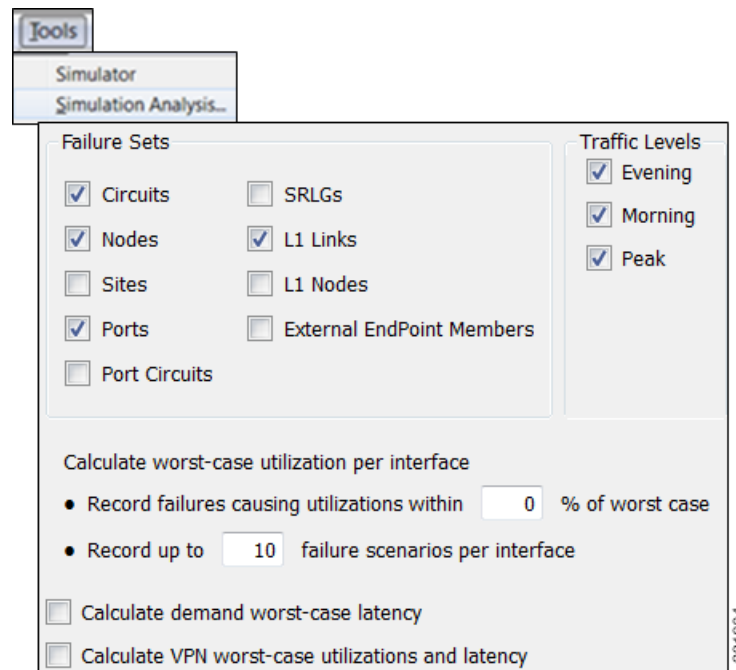 Tools
Simulator
Simulation Analysis...
Failure Sets
Traffic Levels
Circuits
SRLGs
Evening
Nodes
L1 Links
Morning
Sites
L1 Nodes
Peak
Ports
External EndPoint Members
Port Circuits
Calculate worst-case utilization per interface
• Record failures causing utilizations within 0 % of worst case
• Record up to 10 failure scenarios per interface
Calculate demand worst-case latency
Calculate VPN worst-case utilizations and latency